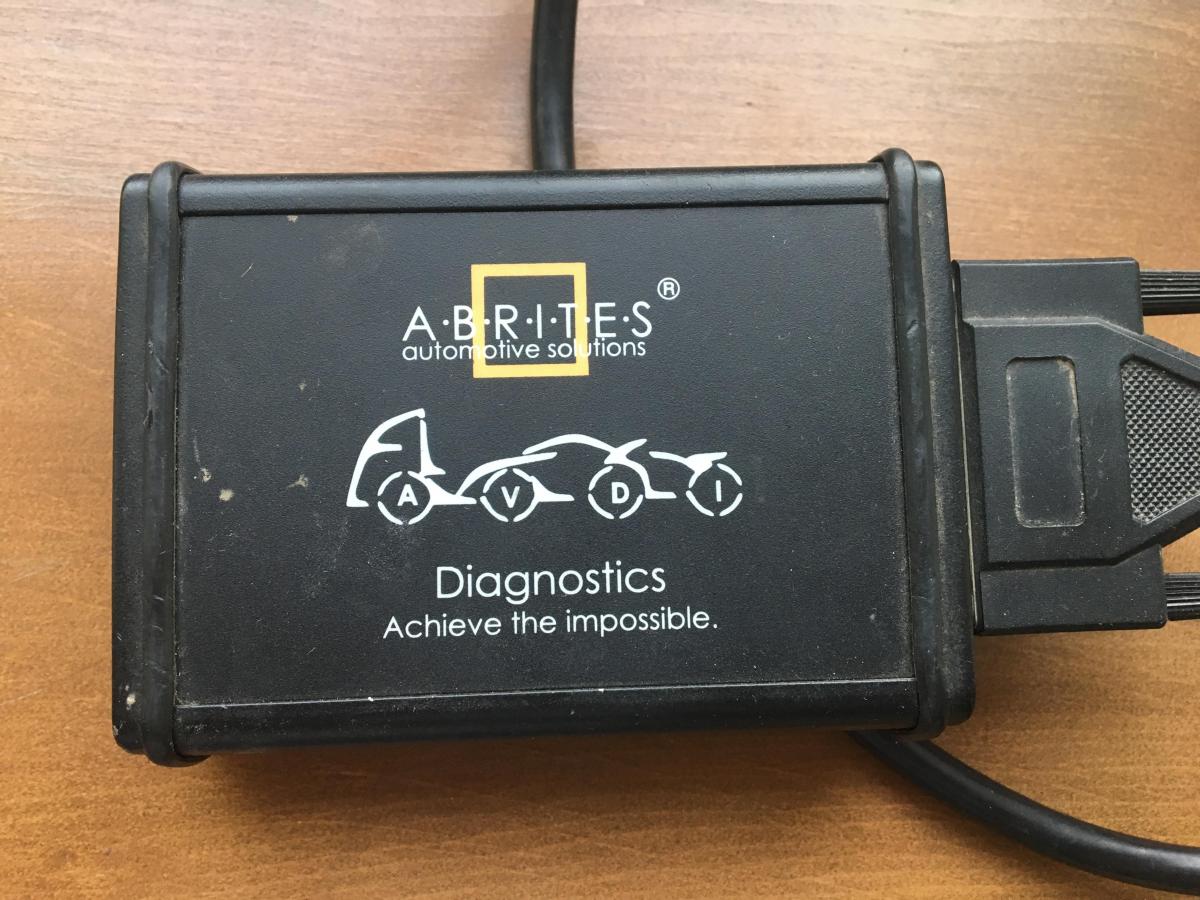 A·B·R·I·T·E·S®
automotive solutions
A V D I
Diagnostics
Achieve the impossible.